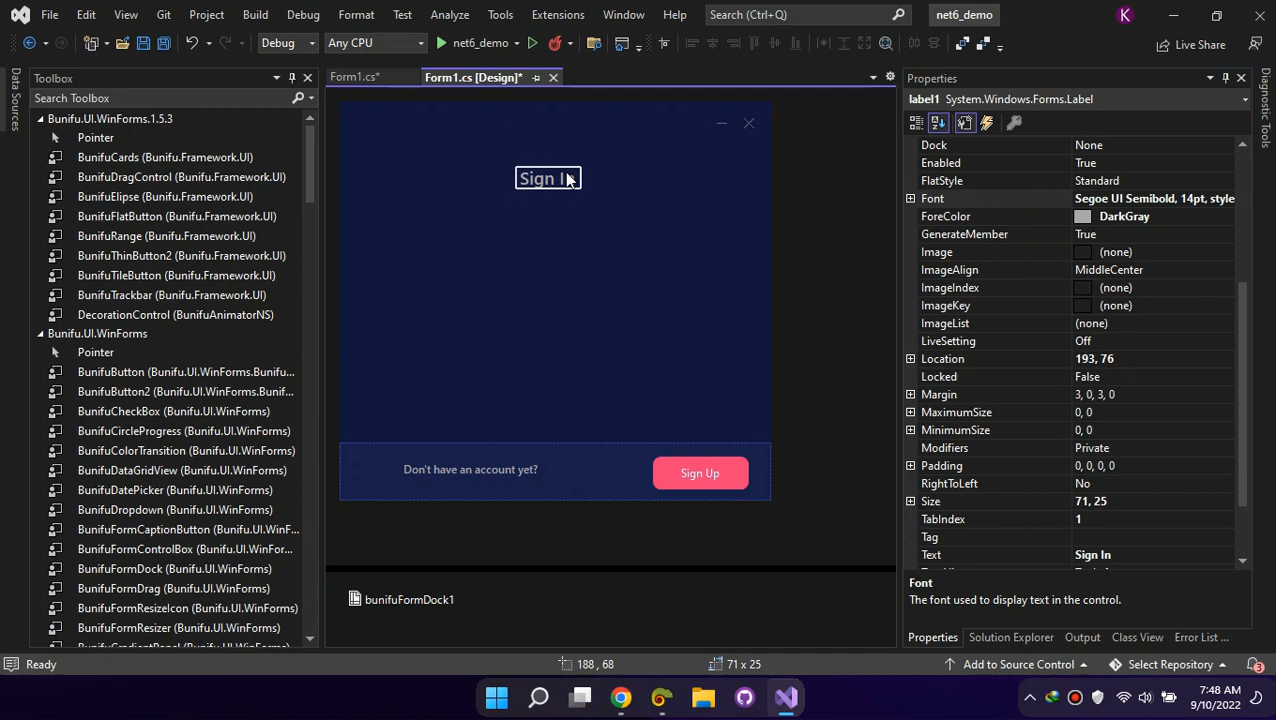 File Edit View Git Project Build Debug Format Test Analyze Tools Extensions Window Help Search (Ctrl+Q) net6_demo K
Debug Any CPU net6_demo Live Share
Data Sources
Toolbox
Search Toolbox
Bunifu.UI.WinForms.1.5.3
Pointer
BunifuCards (Bunifu.Framework.UI)
BunifuDragControl (Bunifu.Framework.UI)
BunifuElipse (Bunifu.Framework.UI)
BunifuFlatButton (Bunifu.Framework.UI)
BunifuRange (Bunifu.Framework.UI)
BunifuThinButton2 (Bunifu.Framework.UI)
BunifuTileButton (Bunifu.Framework.UI)
BunifuTrackbar (Bunifu.Framework.UI)
DecorationControl (BunifuAnimatorNS)
Bunifu.UI.WinForms
Pointer
BunifuButton (Bunifu.UI.WinForms.Bunifu...
BunifuButton2 (Bunifu.UI.WinForms.Bunif...
BunifuCheckBox (Bunifu.UI.WinForms)
BunifuCircleProgress (Bunifu.UI.WinForms)
BunifuColorTransition (Bunifu.UI.WinForms)
BunifuDataGridView (Bunifu.UI.WinForms)
BunifuDatePicker (Bunifu.UI.WinForms)
BunifuDropdown (Bunifu.UI.WinForms)
BunifuFormCaptionButton (Bunifu.UI.WinF...
BunifuFormControlBox (Bunifu.UI.WinFor...
BunifuFormDock (Bunifu.UI.WinForms)
BunifuFormDrag (Bunifu.UI.WinForms)
BunifuFormResizeIcon (Bunifu.UI.WinForms)
BunifuFormResizer (Bunifu.UI.WinForms)
BunifuGradientPanel (Bunifu.UI.WinForms)
Form1.cs* Form1.cs [Design]*
Sign In
Don't have an account yet? Sign Up
bunifuFormDock1
Properties
label1 System.Windows.Forms.Label
Dock None
Enabled True
FlatStyle Standard
Font Segoe UI Semibold, 14pt, style
ForeColor DarkGray
GenerateMember True
Image (none)
ImageAlign MiddleCenter
ImageIndex (none)
ImageKey (none)
ImageList (none)
LiveSetting Off
Location 193, 76
Locked False
Margin 3, 0, 3, 0
MaximumSize 0, 0
MinimumSize 0, 0
Modifiers Private
Padding 0, 0, 0, 0
RightToLeft No
Size 71, 25
TabIndex 1
Tag
Text Sign In
Font
The font used to display text in the control.
Properties Solution Explorer Output Class View Error List ...
Diagnostic Tools
Ready 188 , 68 71 x 25 Add to Source Control Select Repository 3
7:48 AM
9/10/2022